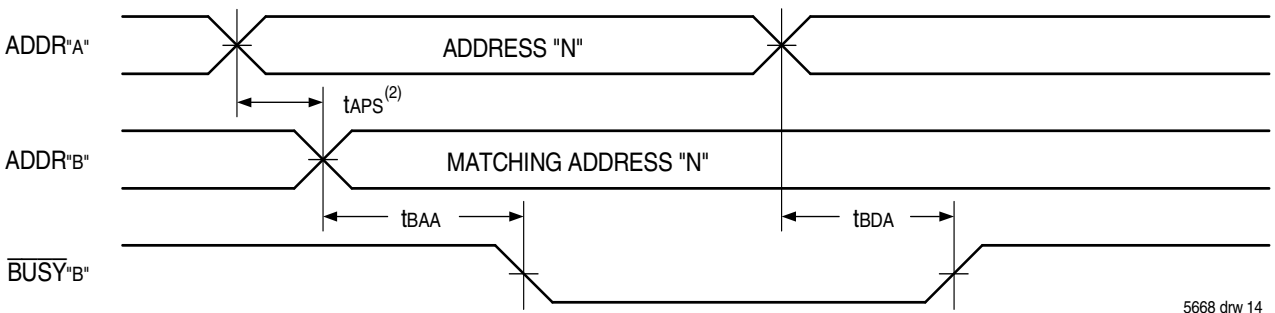 ADDR"A"
ADDRESS "N"
tAPS(2)
ADDR"B"
MATCHING ADDRESS "N"
tBAA
tBDA
BUSY"B"
5668 drw 14